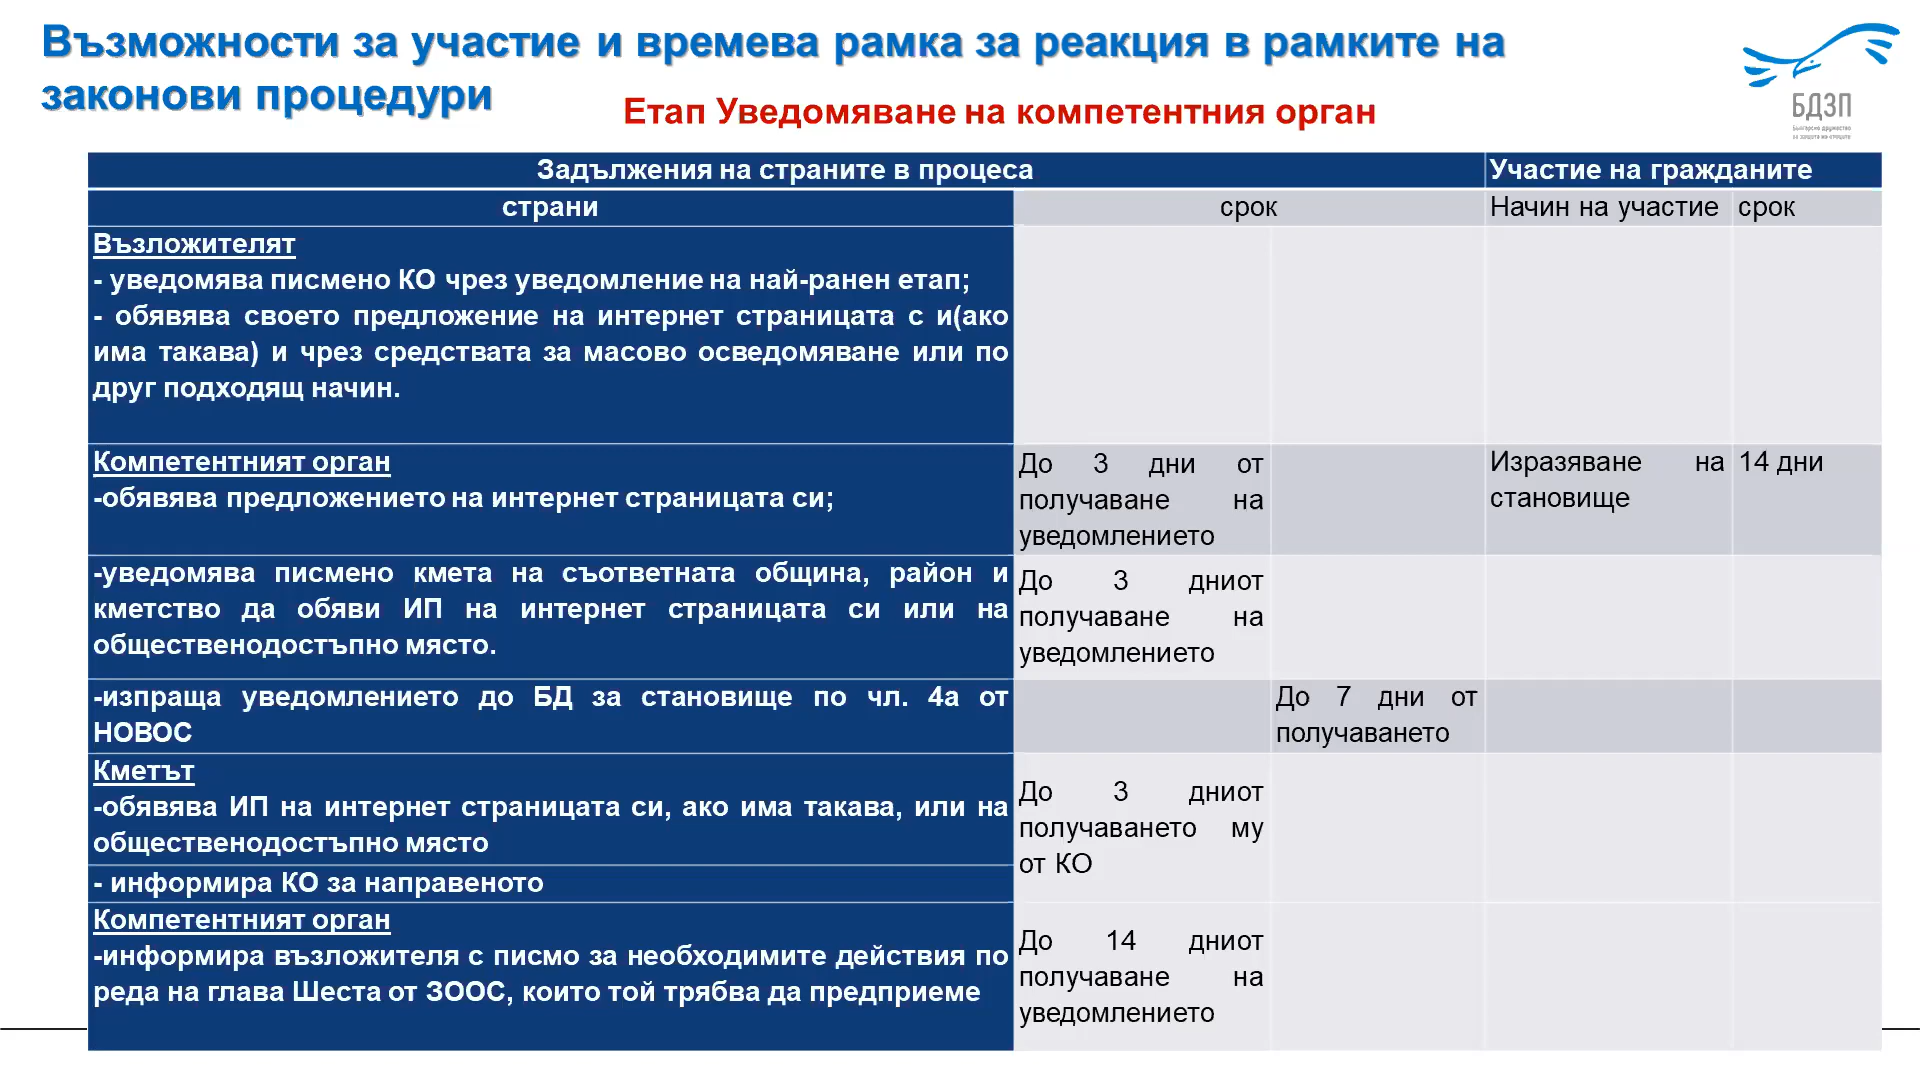 Възможности за участие и времева рамка за реакция в рамките на
законови процедури
Етап Уведомяване на компетентния орган
БДЗП
Българско дружество
за защита на птиците
Задължения на страните в процеса
Участие на гражданите
страни
срок
Начин на участие
срок
Възложителят
- уведомява писмено КО чрез уведомление на най-ранен етап;
- обявява своето предложение на интернет страницата с и(ако
има такава) и чрез средствата за масово осведомяване или по
друг подходящ начин.
Компетентният орган
-обявява предложението на интернет страницата си;
До 3 дни от
получаване на
уведомлението
Изразяване на
становище
14 дни
-уведомява писмено кмета на съответната община, район и
кметство да обяви ИП на интернет страницата си или на
общественодостъпно място.
До 3 дниот
получаване на
уведомлението
-изпраща уведомлението до БД за становище по чл. 4а от
НОВОС
До 7 дни от
получаването
Кметът
-обявява ИП на интернет страницата си, ако има такава, или на
общественодостъпно място
До 3 дниот
получаването му
от КО
- информира КО за направеното
Компетентният орган
-информира възложителя с писмо за необходимите действия по
реда на глава Шеста от ЗООС, които той трябва да предприеме
До 14 дниот
получаване на
уведомлението